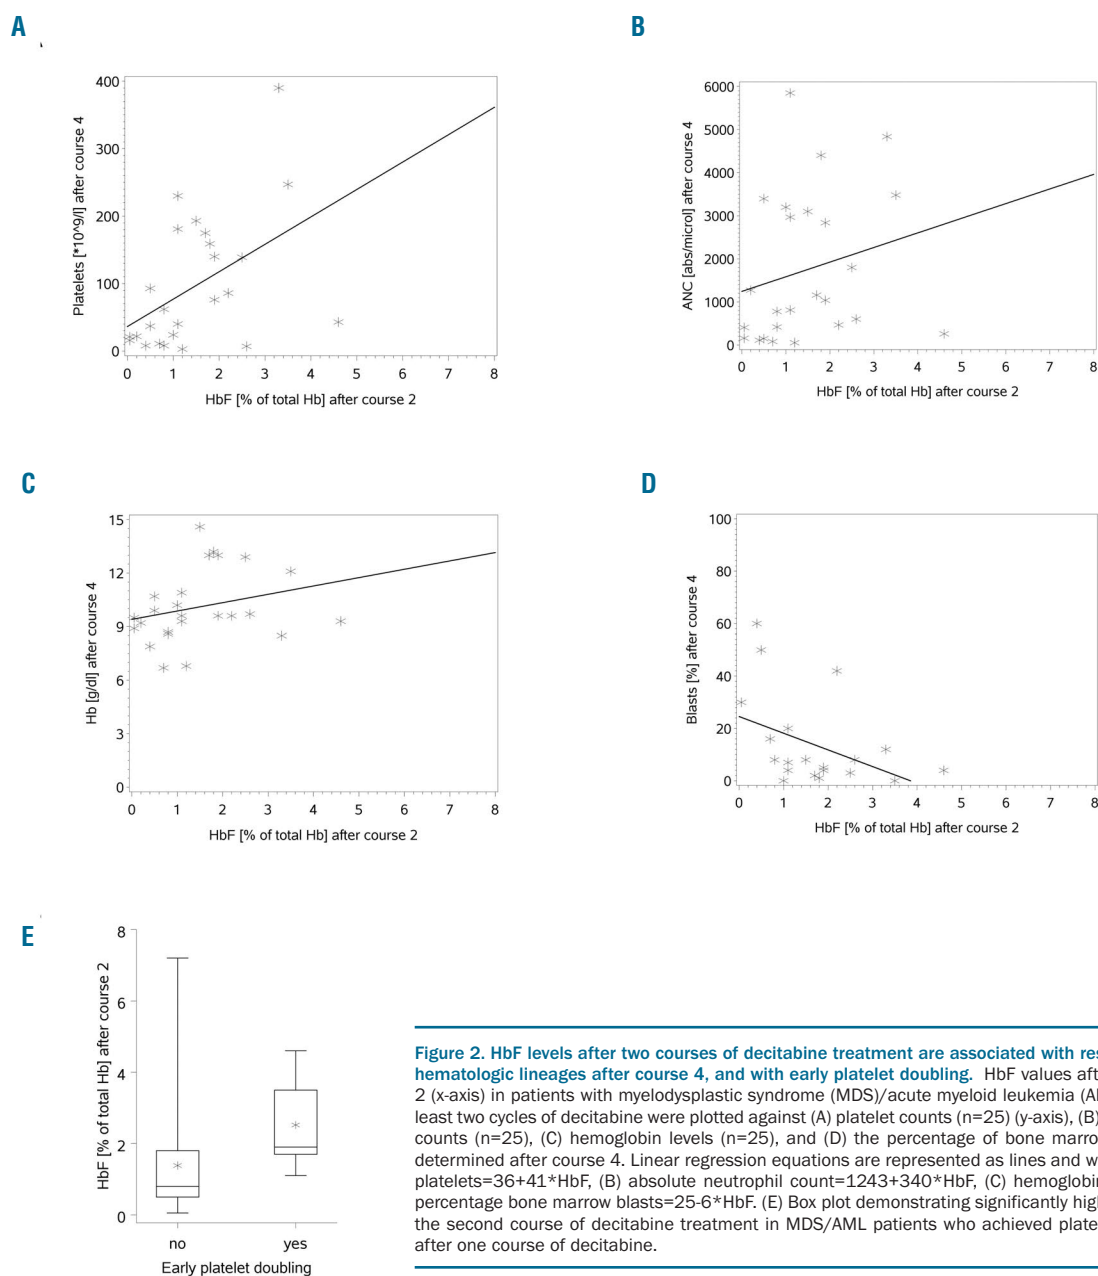 A
B
400
300
200
100
0
Platelets [*10^9/l] after course 4
0 1 2 3 4 5 6 7 8
HbF [% of total Hb] after course 2
6000
5000
4000
3000
2000
1000
0
ANC [abs/microl] after course 4
0 1 2 3 4 5 6 7 8
HbF [% of total Hb] after course 2
C
D
15
12
9
6
3
0
Hb [g/dl] after course 4
0 1 2 3 4 5 6 7 8
HbF [% of total Hb] after course 2
100
80
60
40
20
0
Blasts [%] after course 4
0 1 2 3 4 5 6 7 8
HbF [% of total Hb] after course 2
E
8
6
4
2
0
HbF [% of total Hb] after course 2
no yes
Early platelet doubling
Figure 2. HbF levels after two courses of decitabine treatment are associated with res
hematologic lineages after course 4, and with early platelet doubling. HbF values aft
2 (x-axis) in patients with myelodysplastic syndrome (MDS)/acute myeloid leukemia (A
least two cycles of decitabine were plotted against (A) platelet counts (n=25) (y-axis), (B)
counts (n=25), (C) hemoglobin levels (n=25), and (D) the percentage of bone marro
determined after course 4. Linear regression equations are represented as lines and w
platelets=36+41*HbF, (B) absolute neutrophil count=1243+340*HbF, (C) hemoglobin
percentage bone marrow blasts=25-6*HbF. (E) Box plot demonstrating significantly high
the second course of decitabine treatment in MDS/AML patients who achieved plate
after one course of decitabine.